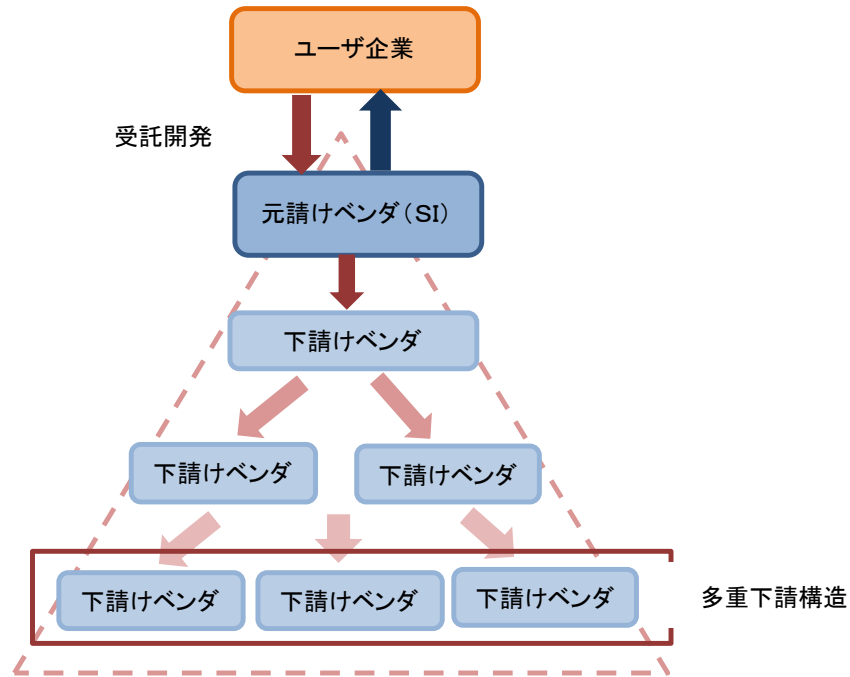 ユーザ企業
受託開発
元請けベンダ（SI）
下請けベンダ
下請けベンダ
下請けベンダ
下請けベンダ
下請けベンダ
下請けベンダ
多重下請構造